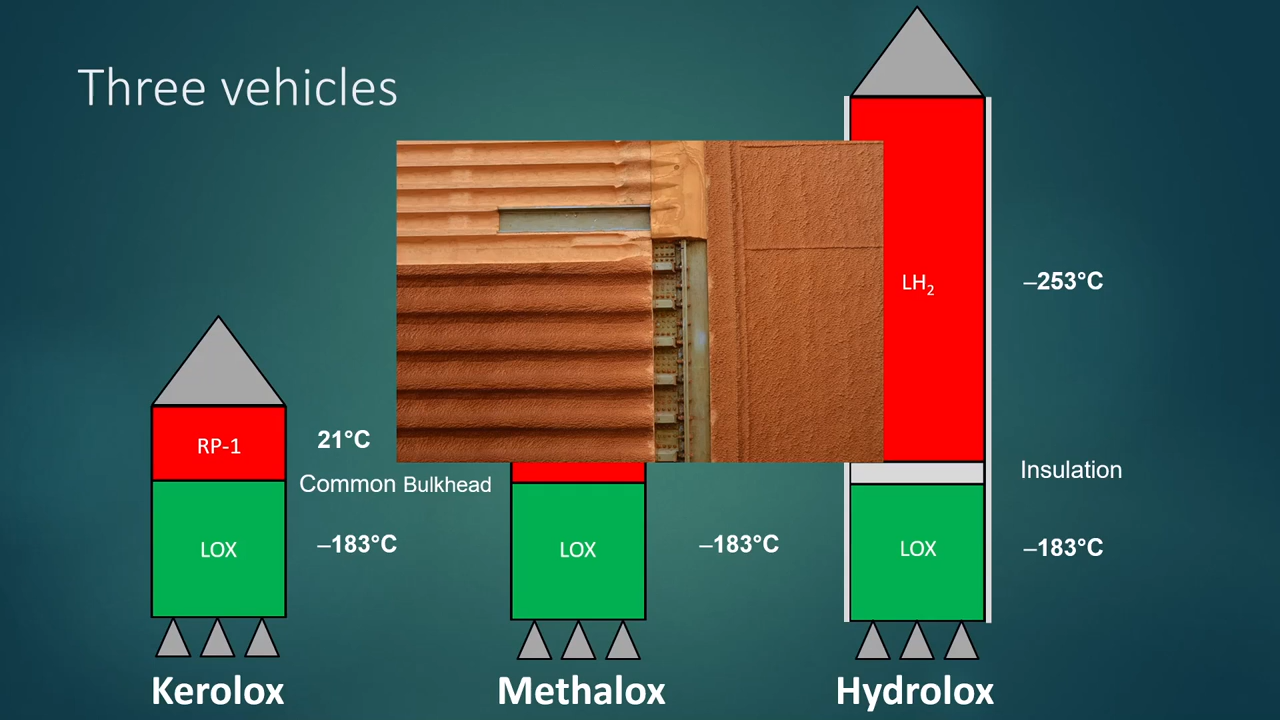 Three vehicles
LH₂
–253°C
RP-1
21°C
Common Bulkhead
Insulation
LOX
–183°C
LOX
–183°C
LOX
–183°C
Kerolox
Methalox
Hydrolox